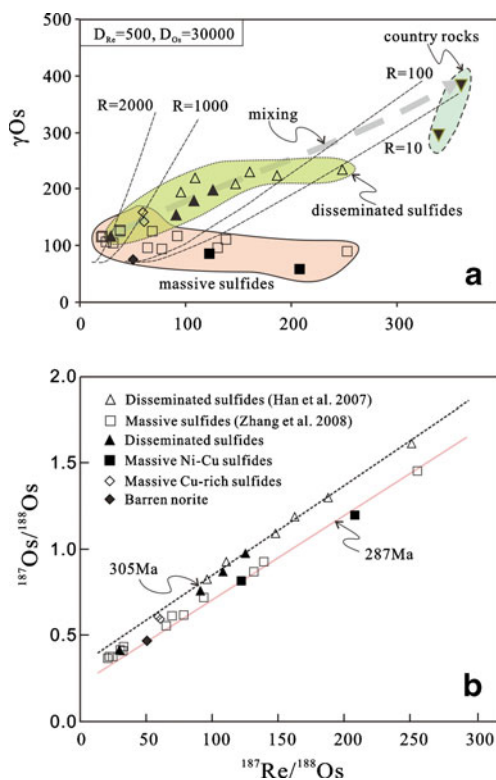 500
D_Re=500, D_Os=30000
country rocks
400
R=100
R=2000
R=1000
mixing
γOs
300
R=10
200
disseminated sulfides
100
massive sulfides
a
0
0 100 200 300
2.0
△ Disseminated sulfides (Han et al. 2007)
□ Massive sulfides (Zhang et al. 2008)
▲ Disseminated sulfides
1.5
■ Massive Ni-Cu sulfides
◇ Massive Cu-rich sulfides
◆ Barren norite
¹⁸⁷Os/¹⁸⁸Os
1.0
305Ma
287Ma
0.5
b
0.0
0 50 100 150 200 250 300
¹⁸⁷Re/¹⁸⁸Os